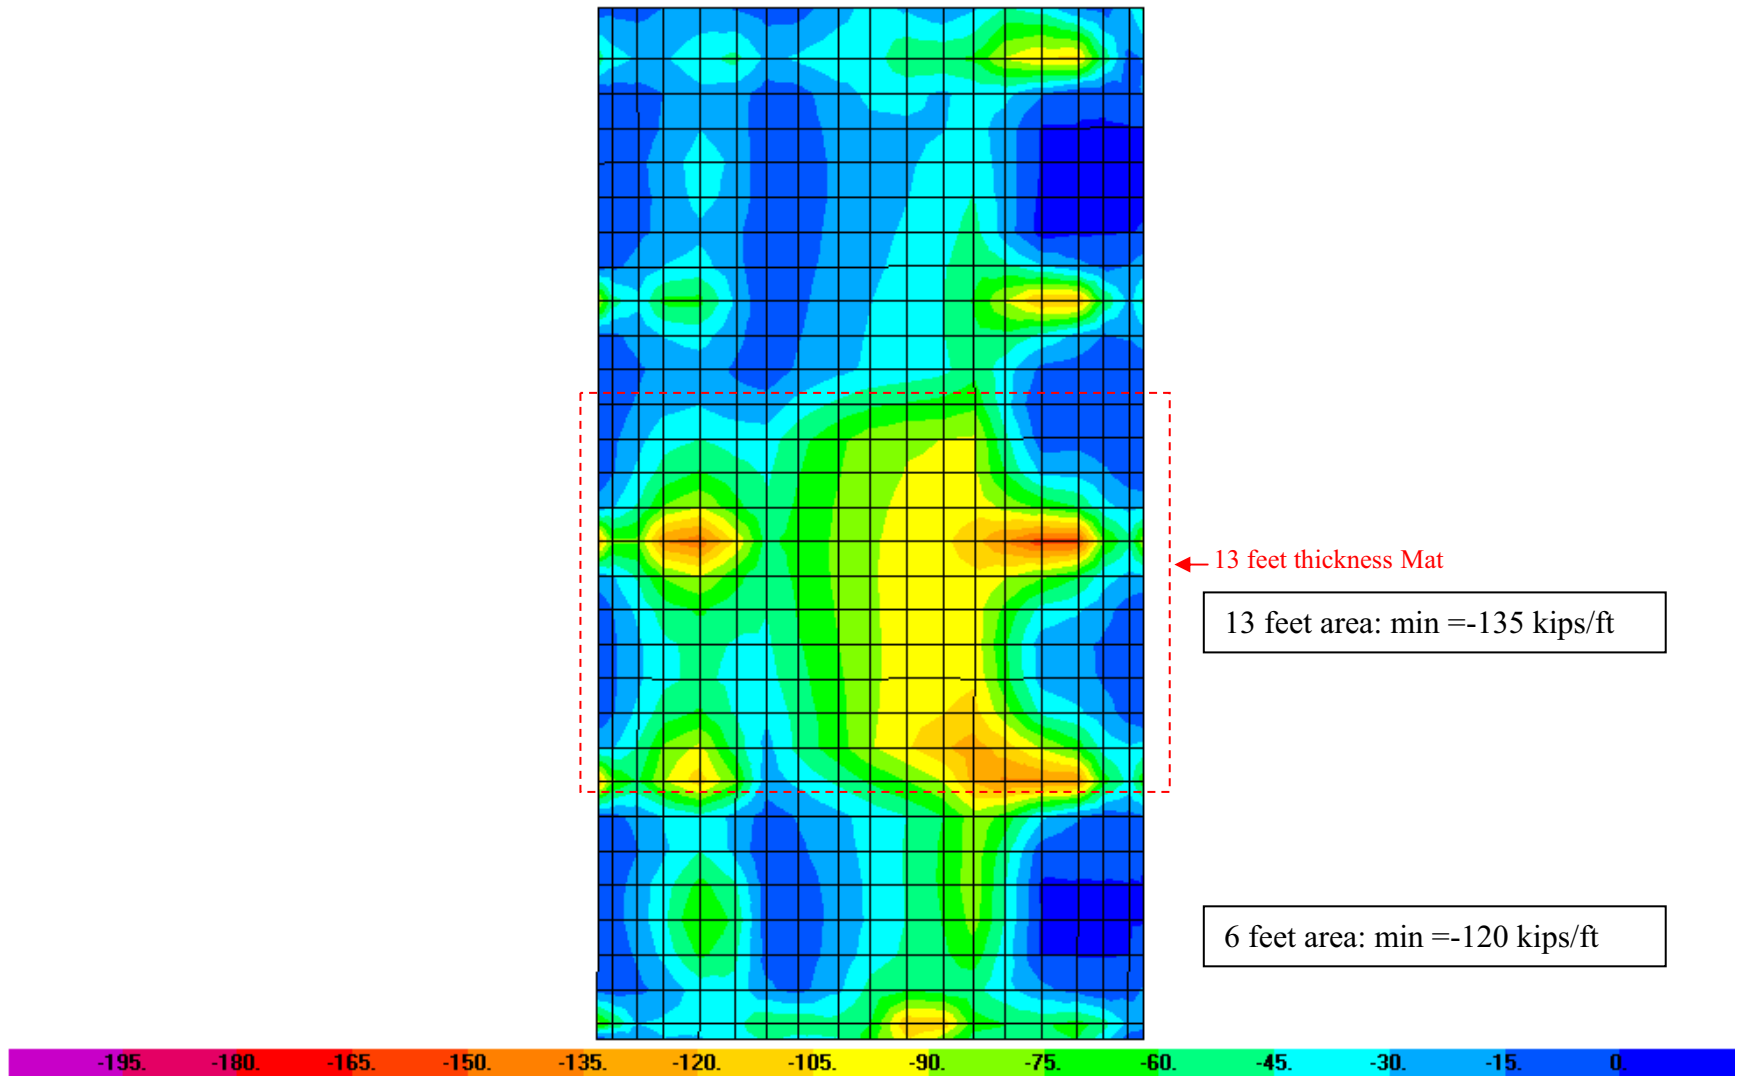 13 feet thickness Mat
13 feet area: min =-135 kips/ft
6 feet area: min =-120 kips/ft
-195. -180. -165. -150. -135. -120. -105. -90. -75. -60. -45. -30. -15. 0.